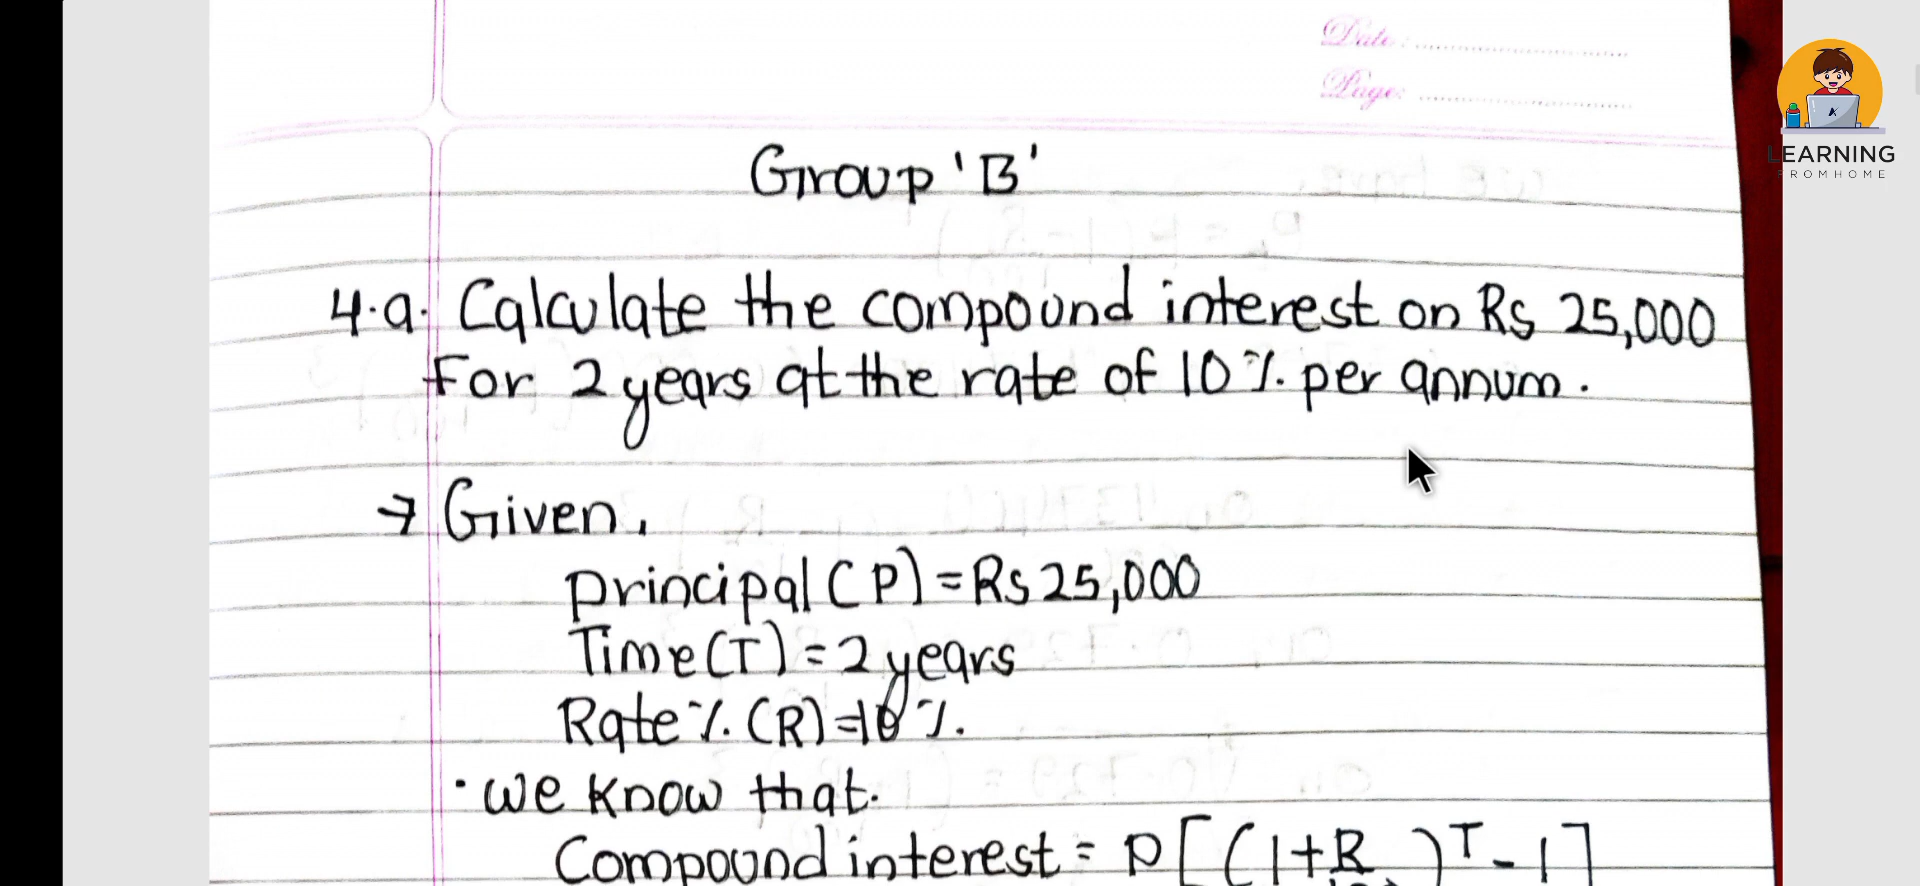 Date:
Page:
LEARNING
FROMHOME
Group 'B'
4.a. Calculate the compound interest on Rs 25,000
For 2 years at the rate of 10% per annum.
→ Given,
principal (P) = Rs 25,000
Time (T) = 2 years
Rate % (R) = 10 %.
· we know that.
Compound interest = P[(1+R/100)^T - 1]